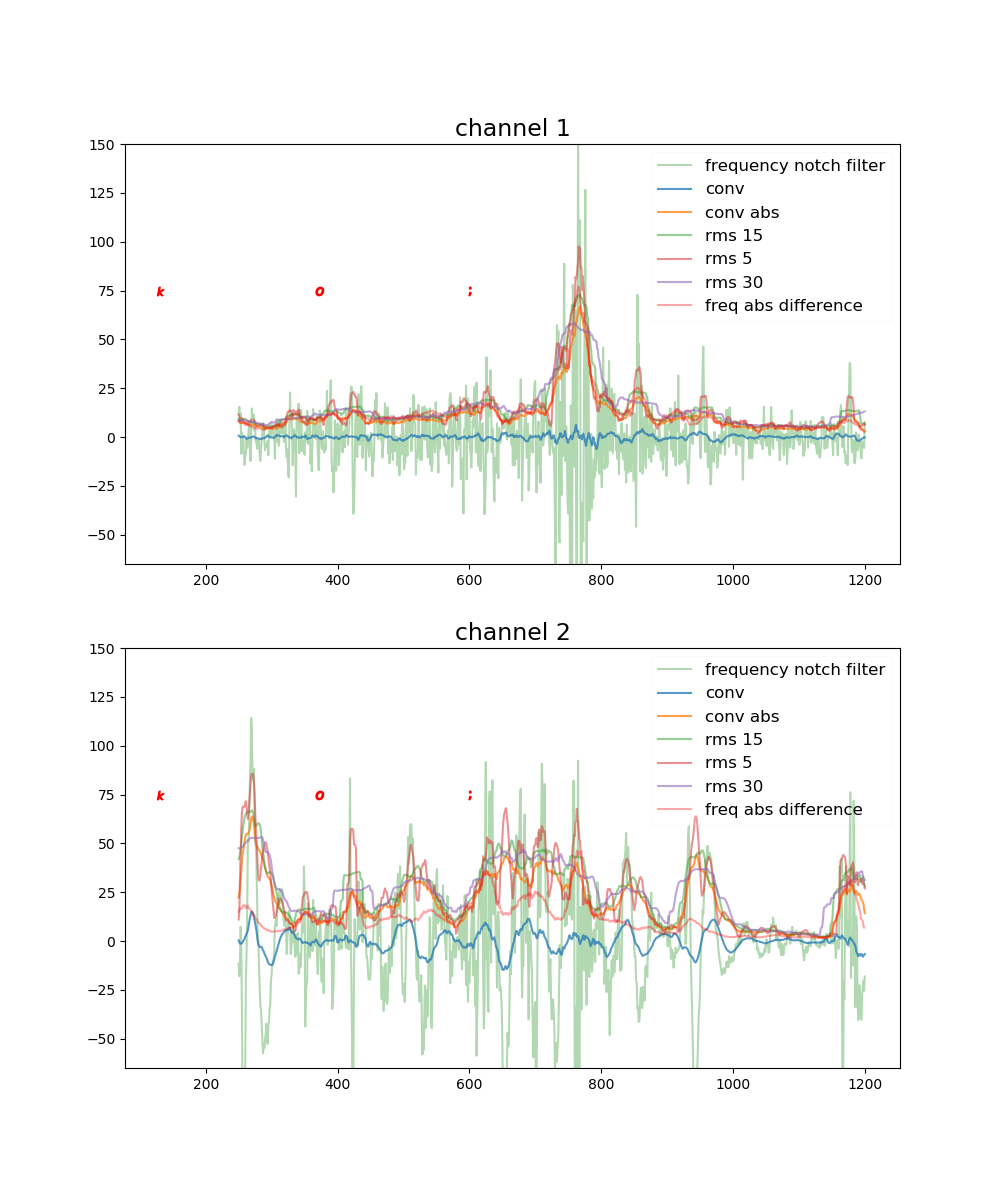 channel 1
150
125
100
75
50
25
0
−25
−50
k O ;
frequency notch filter
conv
conv abs
rms 15
rms 5
rms 30
freq abs difference
200 400 600 800 1000 1200
channel 2
150
125
100
75
50
25
0
−25
−50
k O ;
frequency notch filter
conv
conv abs
rms 15
rms 5
rms 30
freq abs difference
200 400 600 800 1000 1200